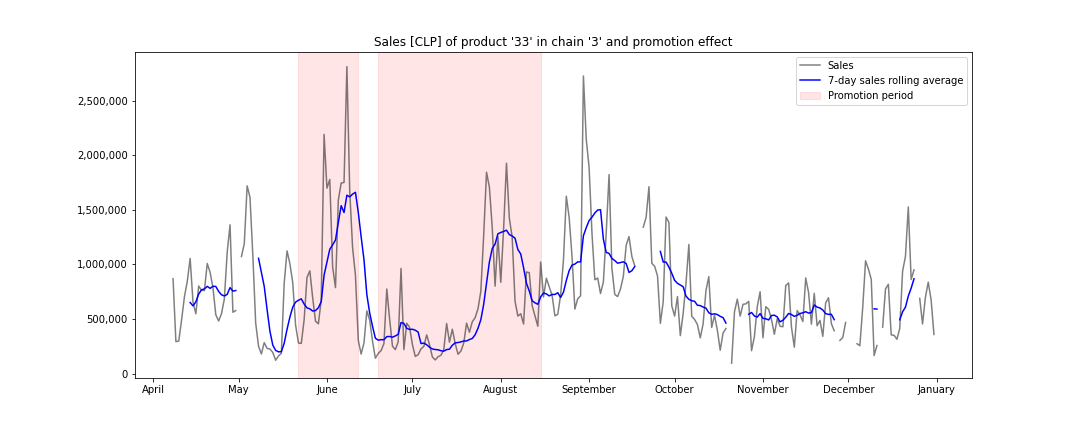 Sales [CLP] of product '33' in chain '3' and promotion effect
Sales
7-day sales rolling average
Promotion period
2,500,000
2,000,000
1,500,000
1,000,000
500,000
0
April May June July August September October November December January